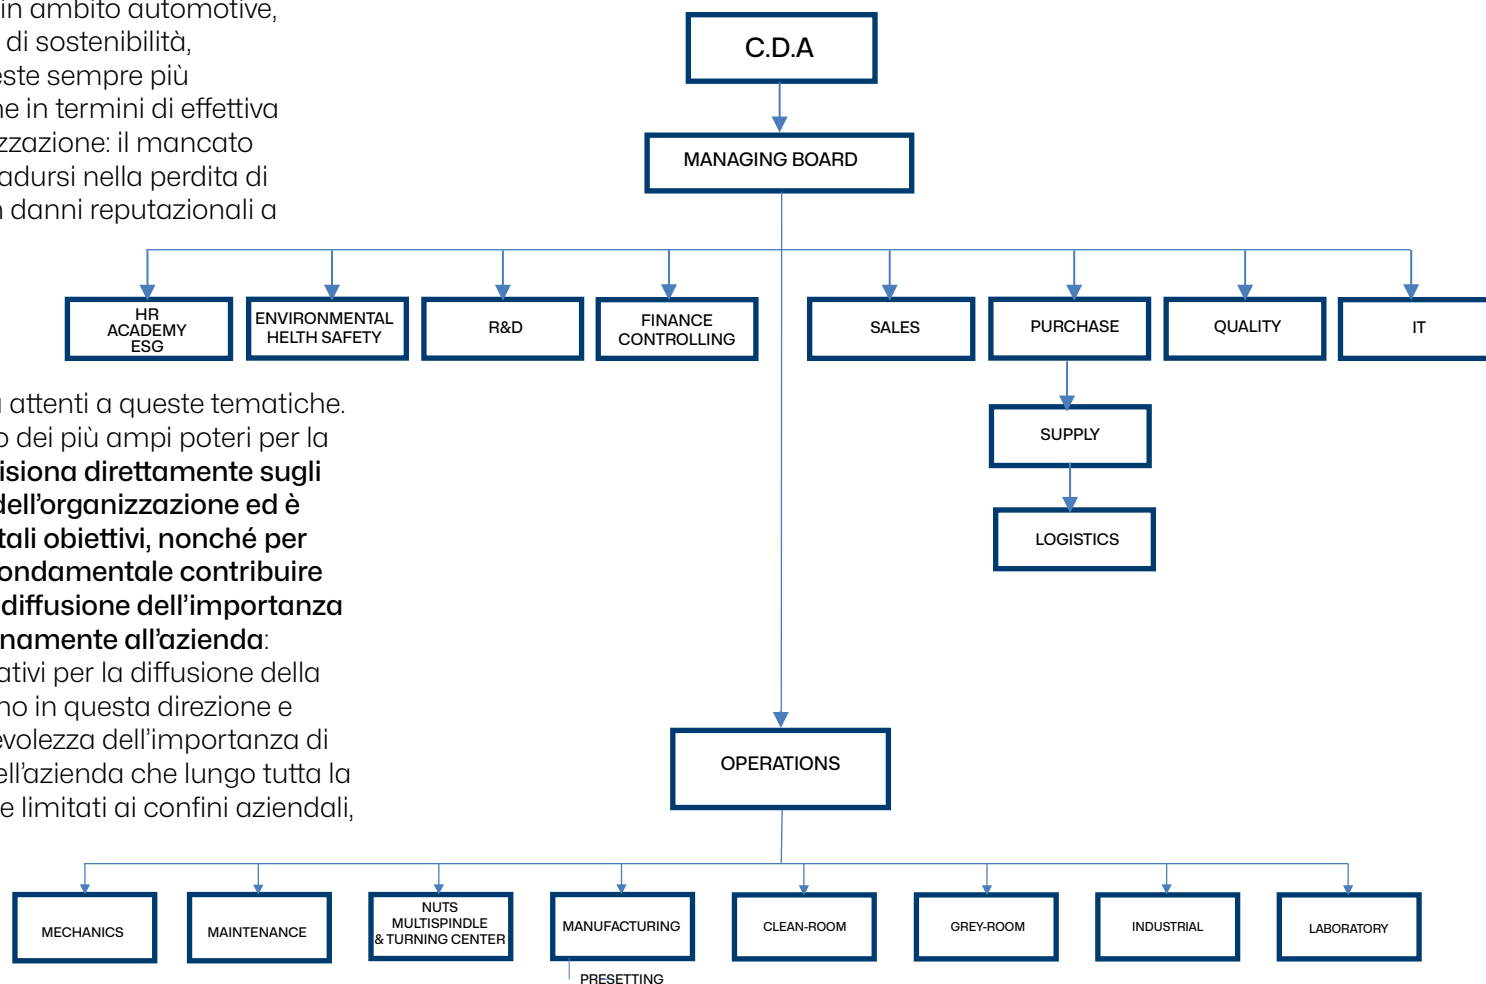 in ambito automotive,
di sostenibilità,
este sempre più
ne in termini di effettiva
izzazione: il mancato
adursi nella perdita di
n danni reputazionali a
C.D.A
MANAGING BOARD
HR
ACADEMY
ESG
ENVIRONMENTAL
HELTH SAFETY
R&D
FINANCE
CONTROLLING
SALES
PURCHASE
QUALITY
IT
SUPPLY
LOGISTICS
attenti a queste tematiche.
o dei più ampi poteri per la
isiona direttamente sugli
dell’organizzazione ed è
tali obiettivi, nonché per
ondamentale contribuire
diffusione dell’importanza
rnamente all’azienda:
ativi per la diffusione della
no in questa direzione e
evolezza dell’importanza di
ell’azienda che lungo tutta la
e limitati ai confini aziendali,
OPERATIONS
MECHANICS
MAINTENANCE
NUTS
MULTISPINDLE
& TURNING CENTER
MANUFACTURING
CLEAN-ROOM
GREY-ROOM
INDUSTRIAL
LABORATORY
PRESETTING